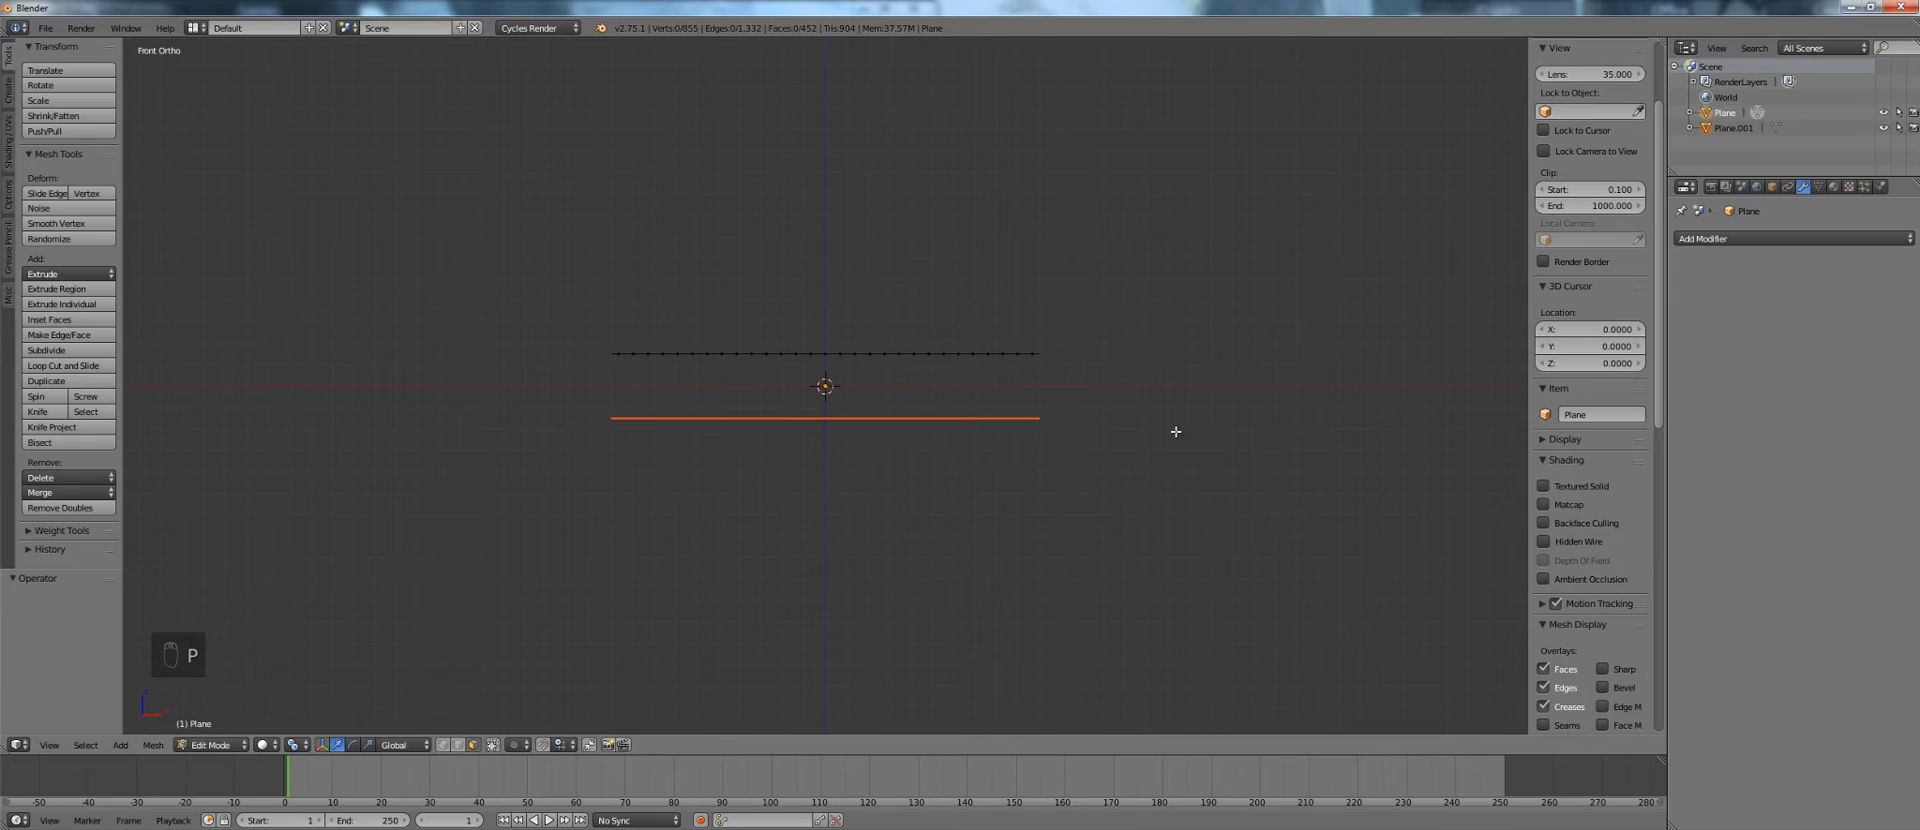 Blender
File Render Window Help Default Scene Cycles Render v2.75.1 | Verts:0/855 | Edges:0/1,332 | Faces:0/452 | Tris:904 | Mem:37.57M | Plane
Tools
Create
Shading / UVs
Options
Grease Pencil
Misc
Transform
Translate
Rotate
Scale
Shrink/Fatten
Push/Pull
Mesh Tools
Deform:
Slide Edge Vertex
Noise
Smooth Vertex
Randomize
Add:
Extrude
Extrude Region
Extrude Individual
Inset Faces
Make Edge/Face
Subdivide
Loop Cut and Slide
Duplicate
Spin Screw
Knife Select
Knife Project
Bisect
Remove:
Delete
Merge
Remove Doubles
Weight Tools
History
Operator
Front Ortho
P
(1) Plane
View
Lens: 35.000
Lock to Object:
Lock to Cursor
Lock Camera to View
Clip:
Start: 0.100
End: 1000.000
Local Camera:
Render Border
3D Cursor
Location:
X: 0.0000
Y: 0.0000
Z: 0.0000
Item
Plane
Display
Shading
Textured Solid
Matcap
Backface Culling
Hidden Wire
Depth Of Field
Ambient Occlusion
Motion Tracking
Mesh Display
Overlays:
Faces Sharp
Edges Bevel
Creases Edge M
Seams Face M
View Search All Scenes
Scene
RenderLayers
World
Plane
Plane.001
Plane
Add Modifier
View Select Add Mesh Edit Mode Global
-50 -40 -30 -20 -10 0 10 20 30 40 50 60 70 80 90 100 110 120 130 140 150 160 170 180 190 200 210 220 230 240 250 260 270 280
View Marker Frame Playback Start: 1 End: 250 1 No Sync